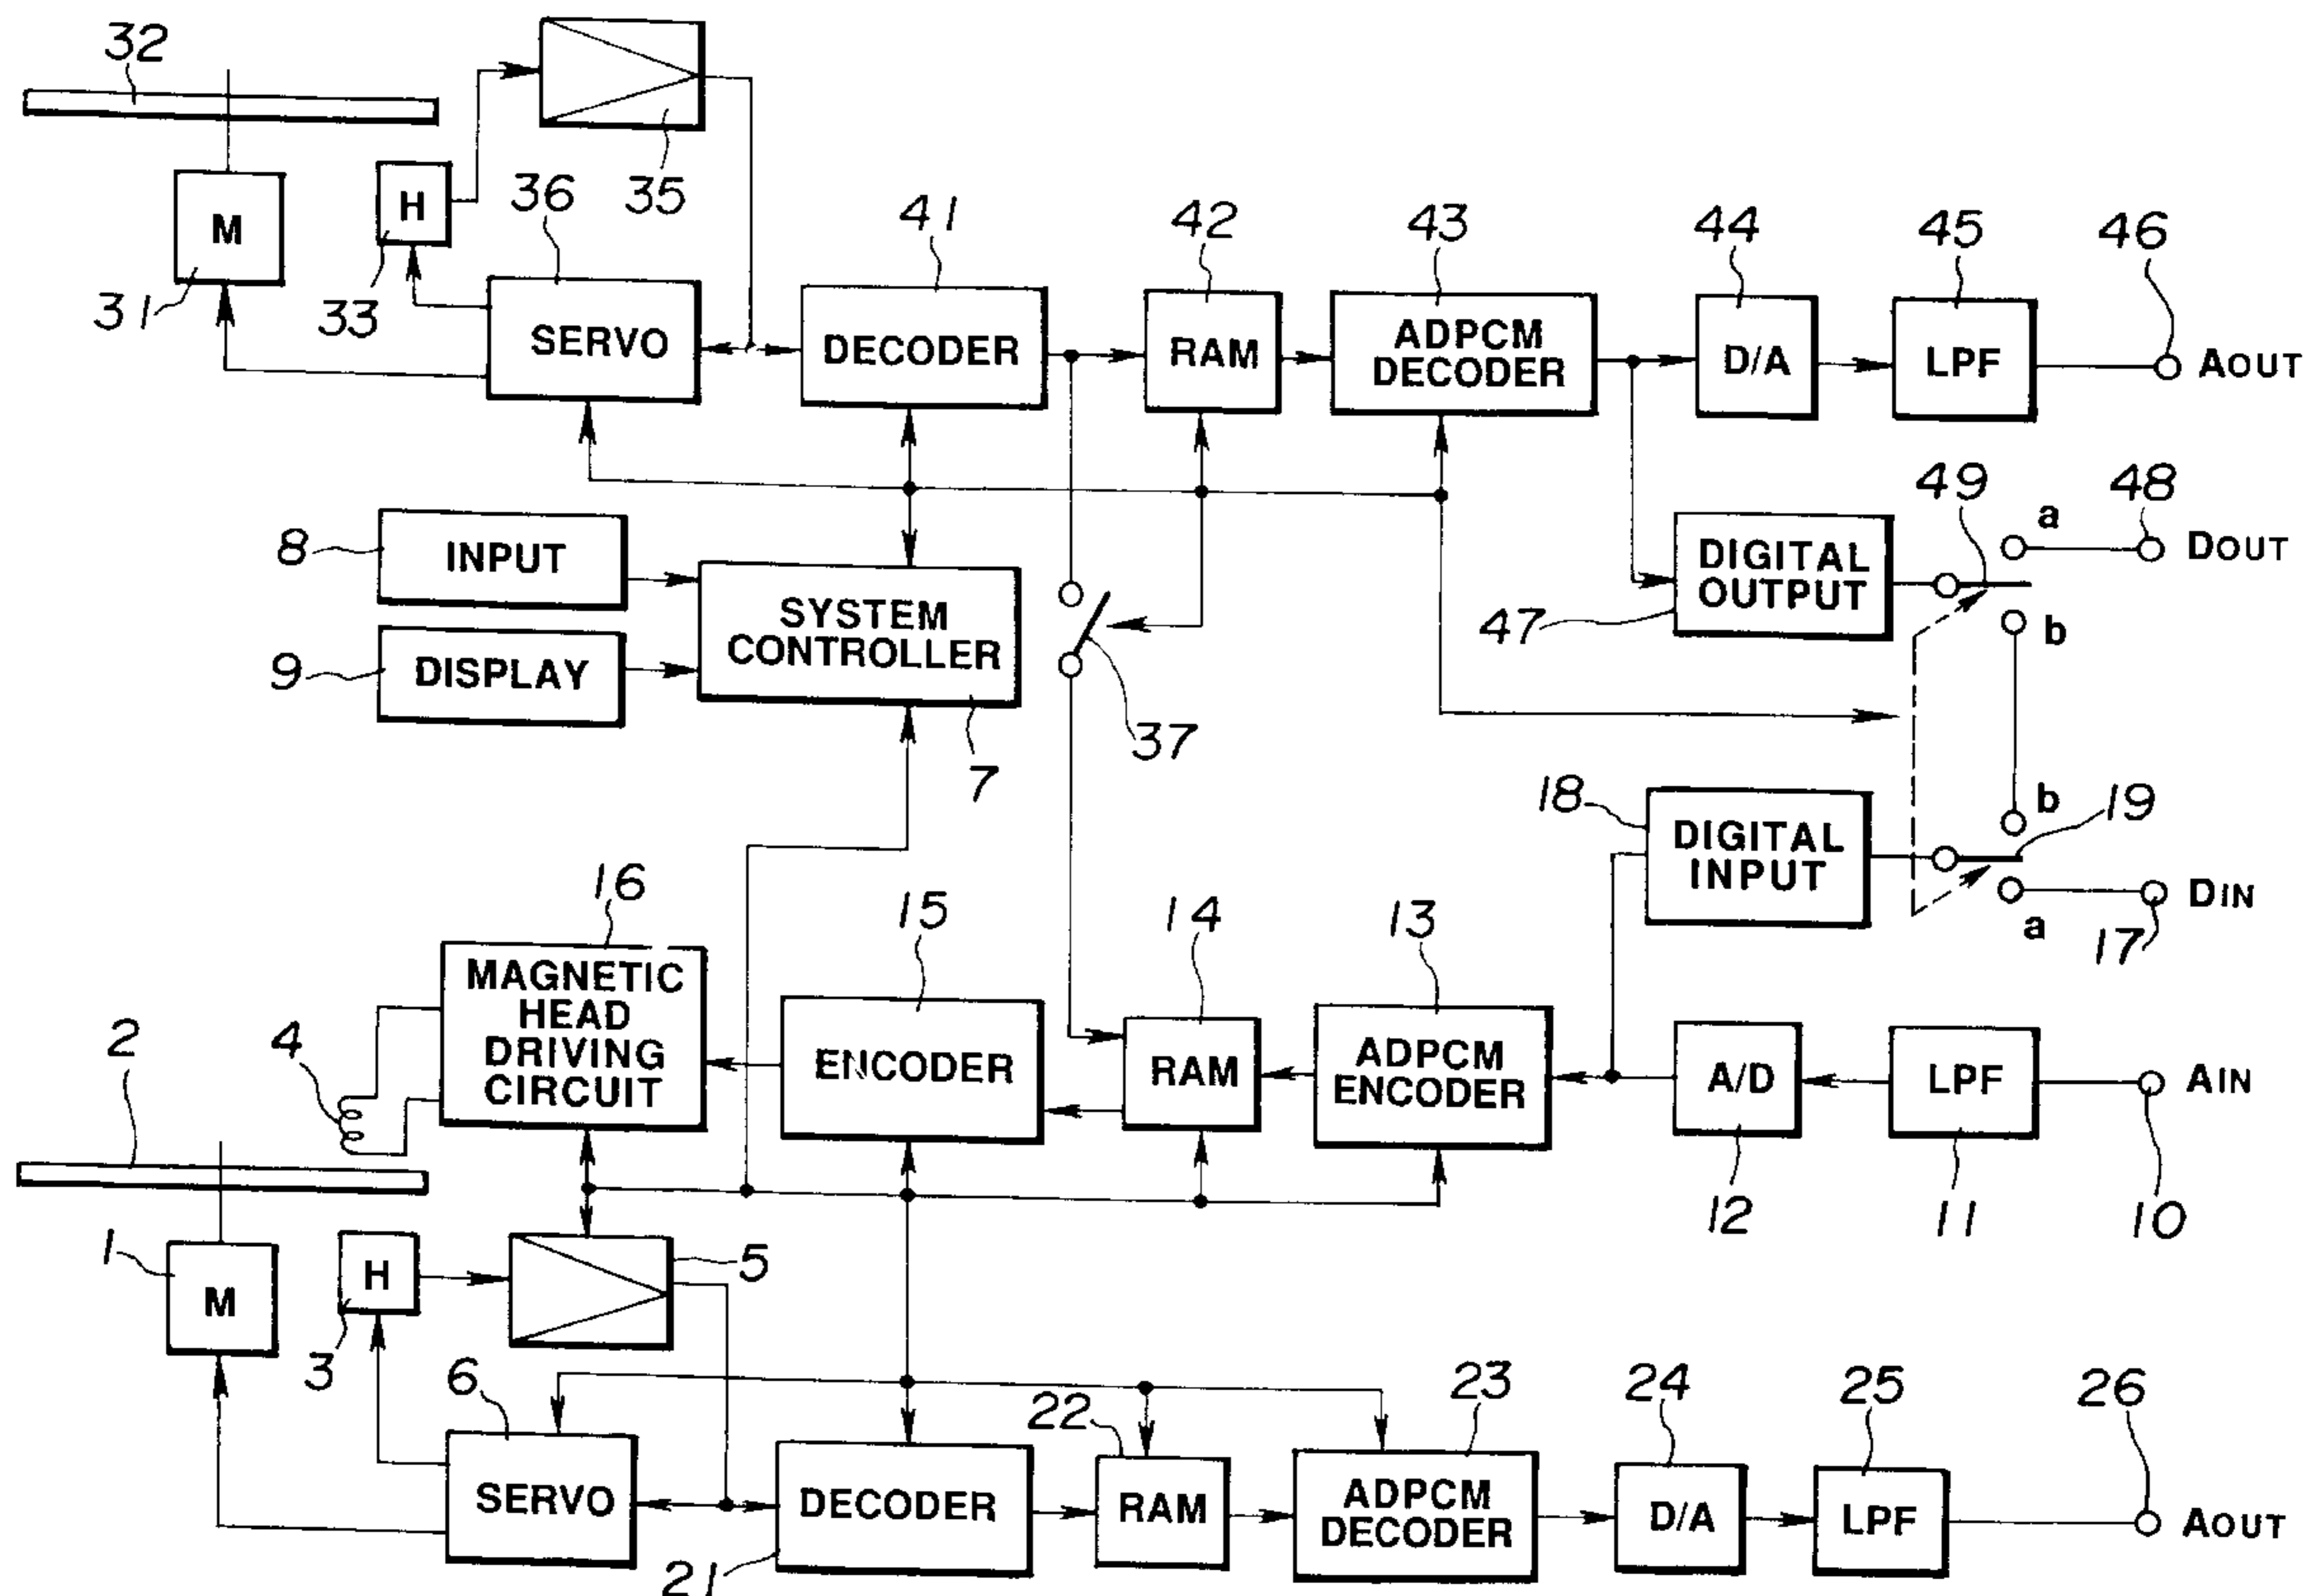 32
35
M
31
H
33
36
SERVO
41
DECODER
42
RAM
43
ADPCM
DECODER
44
D/A
45
LPF
46
AOUT
8
INPUT
9
DISPLAY
SYSTEM
CONTROLLER
7
37
DIGITAL
OUTPUT
47
49
a
48
DOUT
b
18
DIGITAL
INPUT
b
19
a
17
DIN
16
MAGNETIC
HEAD
DRIVING
CIRCUIT
15
ENCODER
14
RAM
13
ADPCM
ENCODER
A/D
12
LPF
11
AIN
10
2
4
1
M
H
3
5
6
SERVO
DECODER
21
22
RAM
23
ADPCM
DECODER
24
D/A
25
LPF
26
AOUT